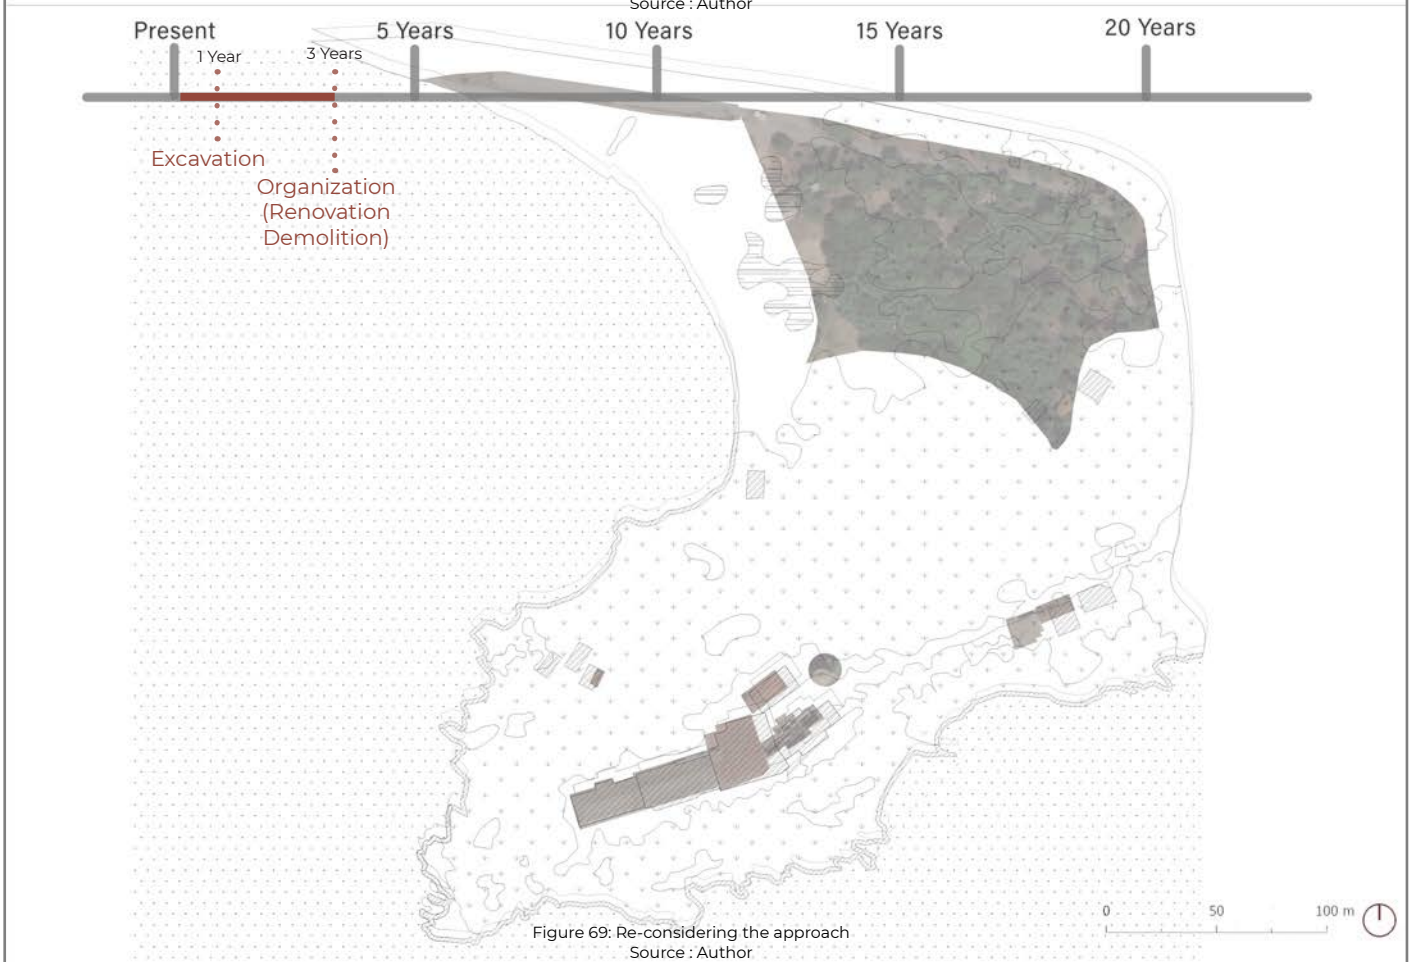 Source : Author
Present
5 Years
10 Years
15 Years
20 Years
1 Year
3 Years
Excavation
Organization
(Renovation
Demolition)
0
50
100 m
Figure 69: Re-considering the approach
Source : Author